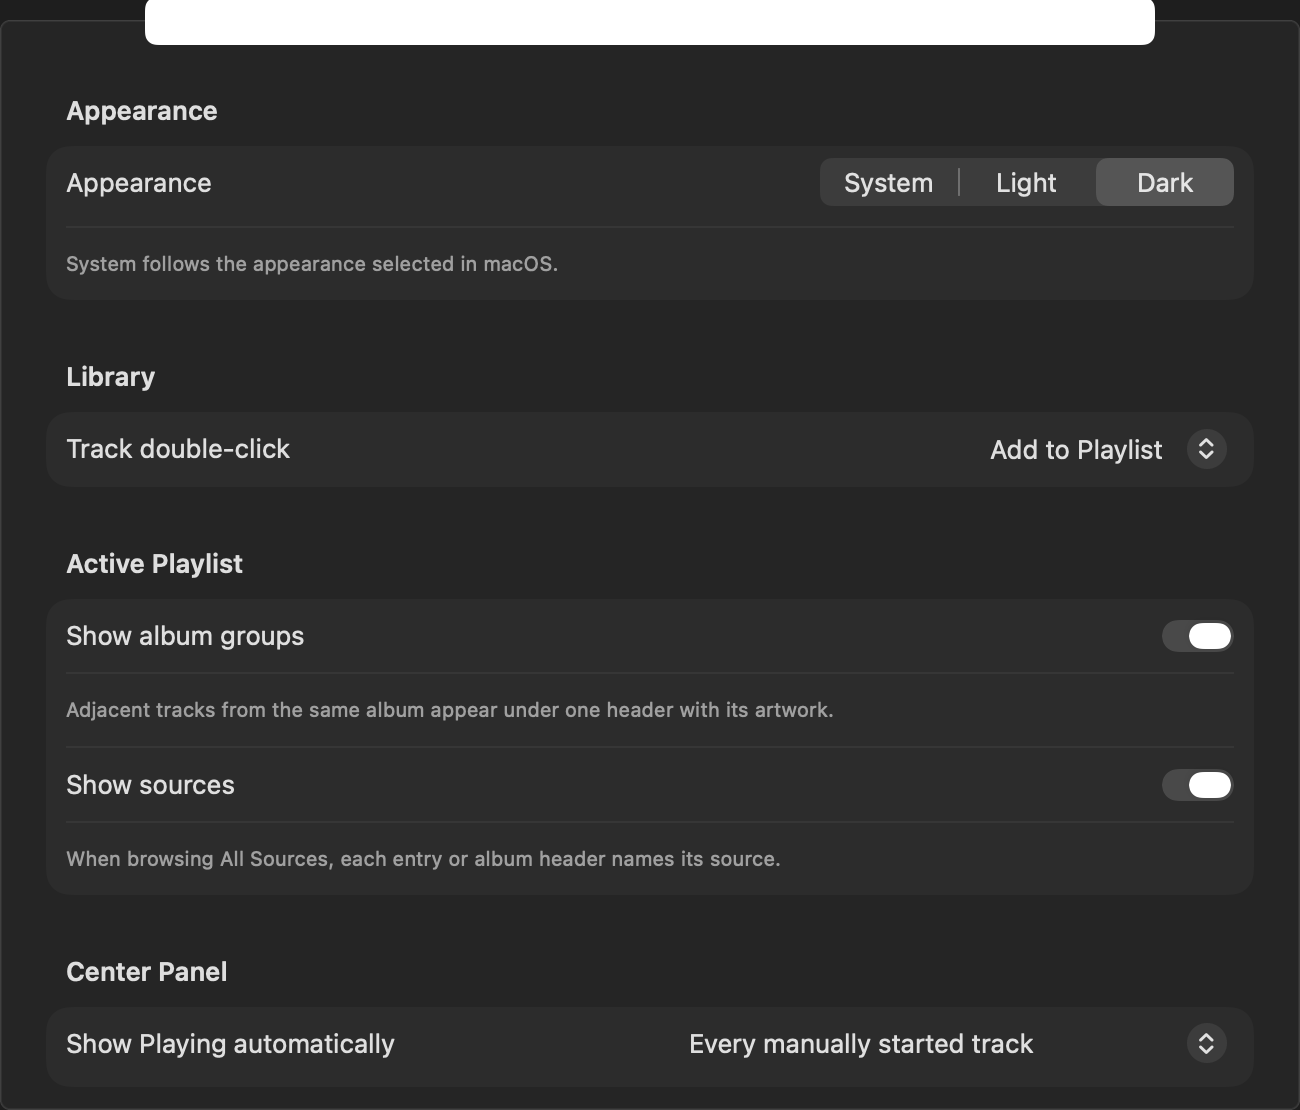 Appearance
Appearance
System
Light
Dark
System follows the appearance selected in macOS.
Library
Track double-click
Add to Playlist
Active Playlist
Show album groups
Adjacent tracks from the same album appear under one header with its artwork.
Show sources
When browsing All Sources, each entry or album header names its source.
Center Panel
Show Playing automatically
Every manually started track